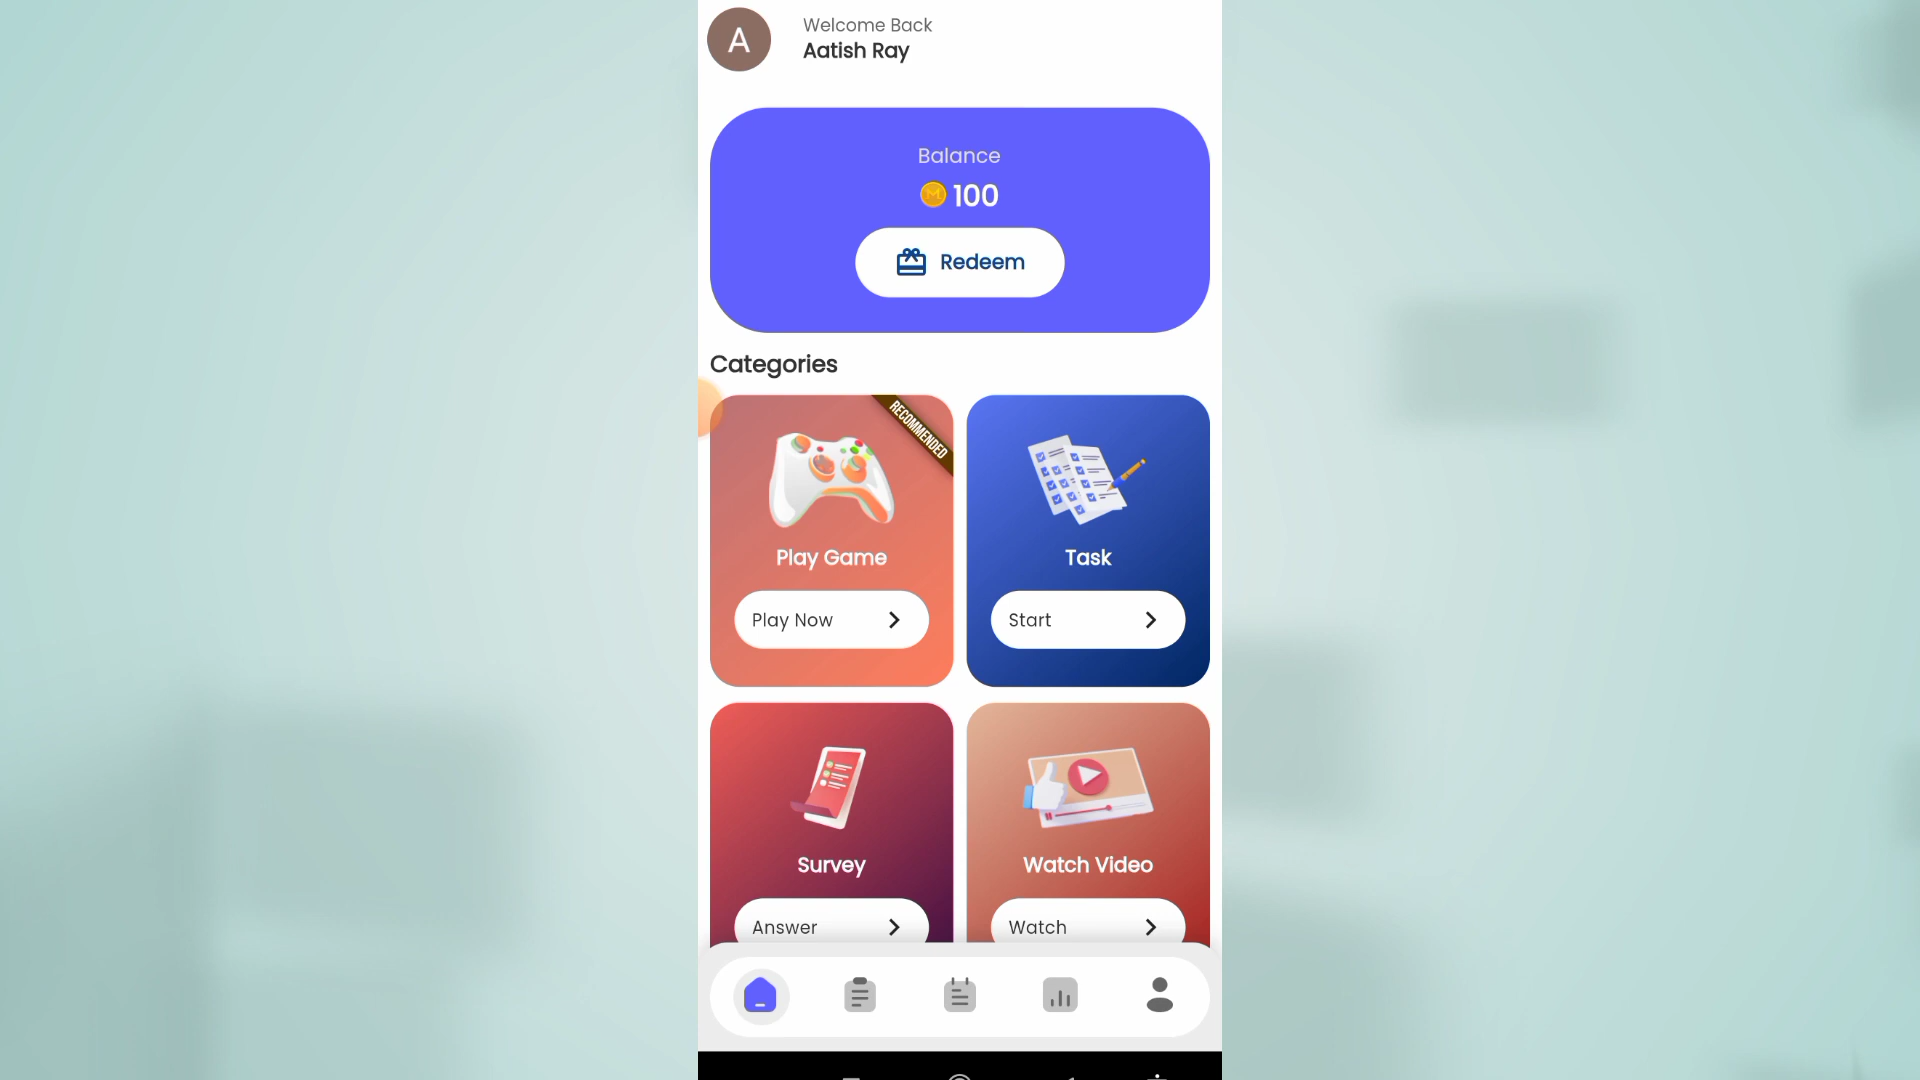 A
Welcome Back
Aatish Ray
Balance
100
Redeem
Categories
RECOMMENDED
Play Game
Task
Play Now
Start
Survey
Watch Video
Answer
Watch